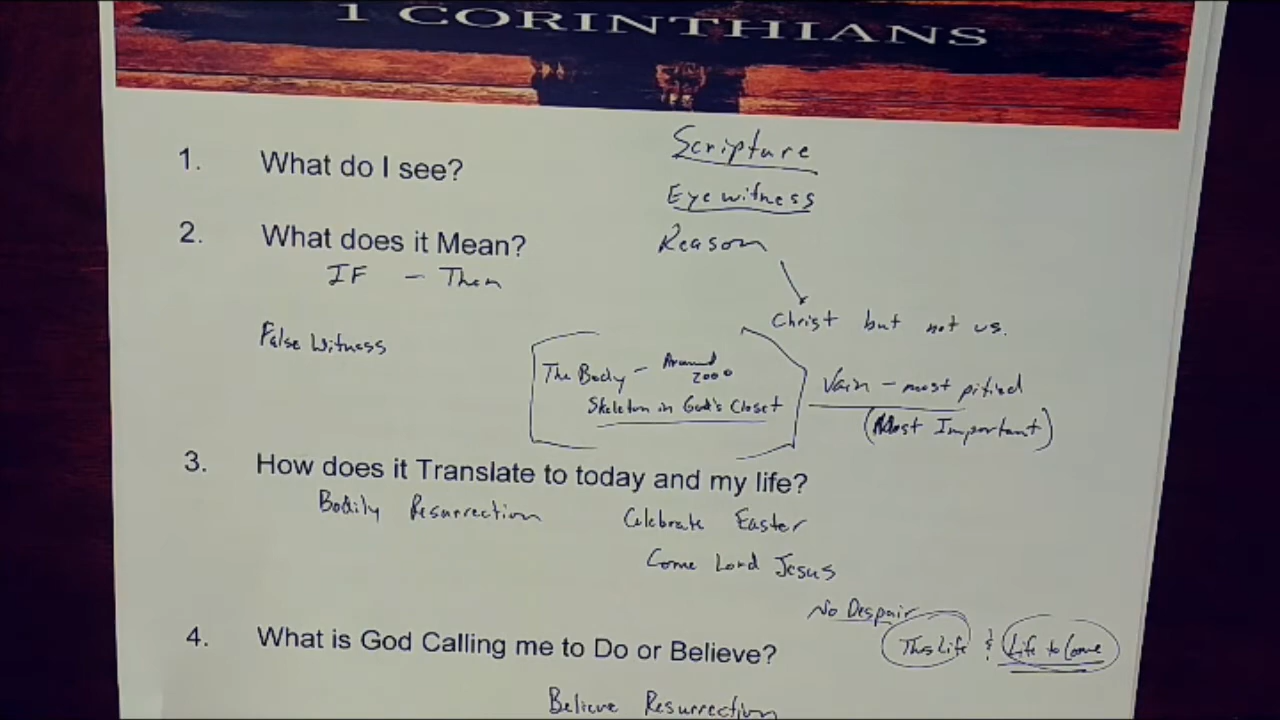 1 CORINTHIANS
1. What do I see?
Scripture
Eyewitness
2. What does it Mean?
Reason
IF - Then
Christ but not us.
False Witness
The Body - Around 2000
Skeleton in God's Closet
Vain - most pitied
(Most Important)
3. How does it Translate to today and my life?
Bodily Resurrection
Celebrate Easter
Come Lord Jesus
No Despair
This Life & Life to Come
4. What is God Calling me to Do or Believe?
Believe Resurrection